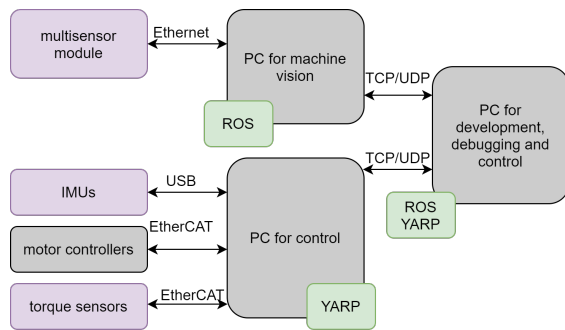 multisensor
module
Ethernet
PC for machine
vision
ROS
TCP/UDP
PC for
development,
debugging and
control
ROS
YARP
TCP/UDP
IMUs
USB
EtherCAT
motor controllers
PC for control
EtherCAT
torque sensors
YARP